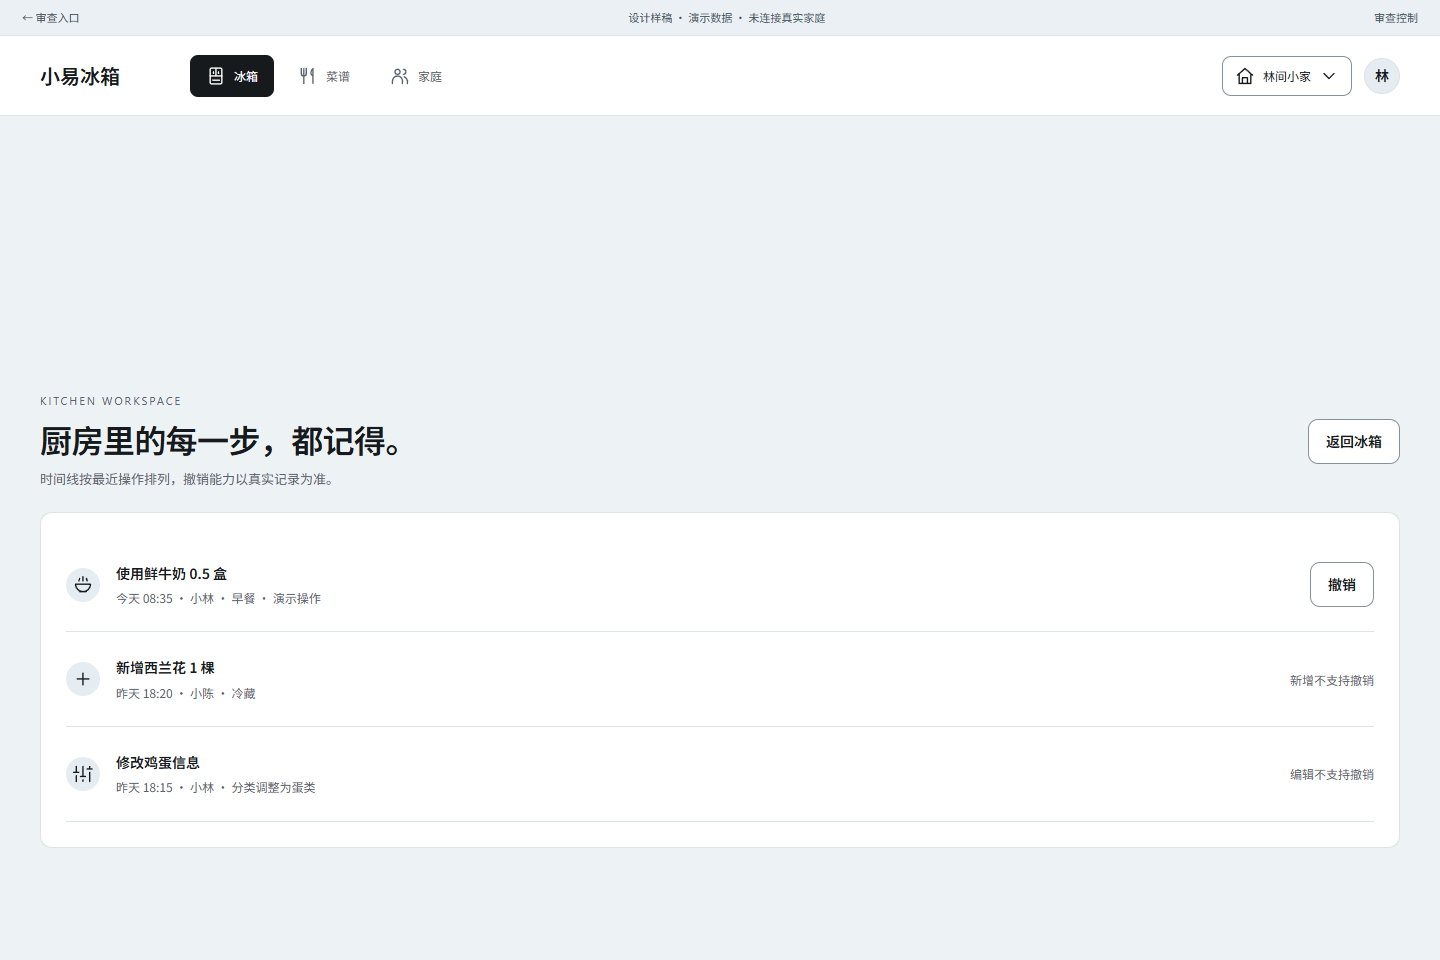 ← 审查入口
设计样稿 · 演示数据 · 未连接真实家庭
审查控制
小易冰箱
冰箱
菜谱
家庭
林间小家
林
KITCHEN WORKSPACE
厨房里的每一步，都记得。
时间线按最近操作排列，撤销能力以真实记录为准。
返回冰箱
使用鲜牛奶 0.5 盒
今天 08:35 · 小林 · 早餐 · 演示操作
撤销
新增西兰花 1 棵
昨天 18:20 · 小陈 · 冷藏
新增不支持撤销
修改鸡蛋信息
昨天 18:15 · 小林 · 分类调整为蛋类
编辑不支持撤销